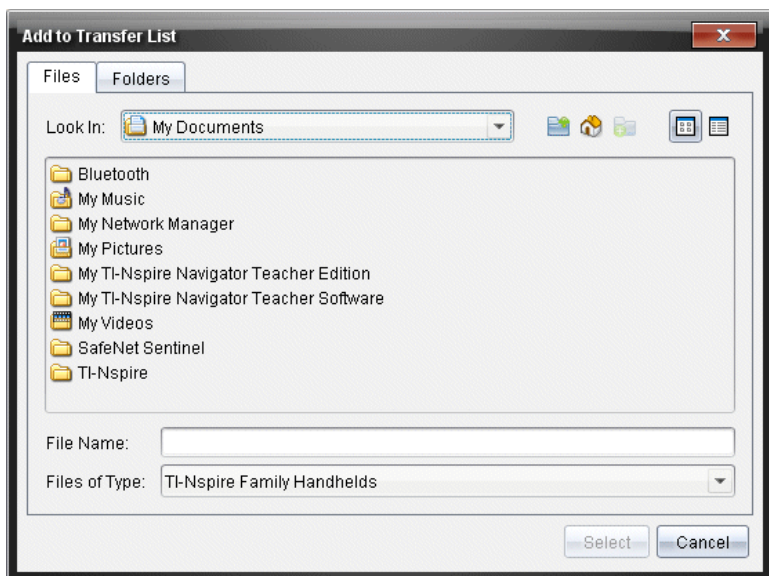 Add to Transfer List
Files Folders
Look In: My Documents
Bluetooth
My Music
My Network Manager
My Pictures
My TI-Nspire Navigator Teacher Edition
My TI-Nspire Navigator Teacher Software
My Videos
SafeNet Sentinel
TI-Nspire
File Name:
Files of Type: TI-Nspire Family Handhelds
Select Cancel